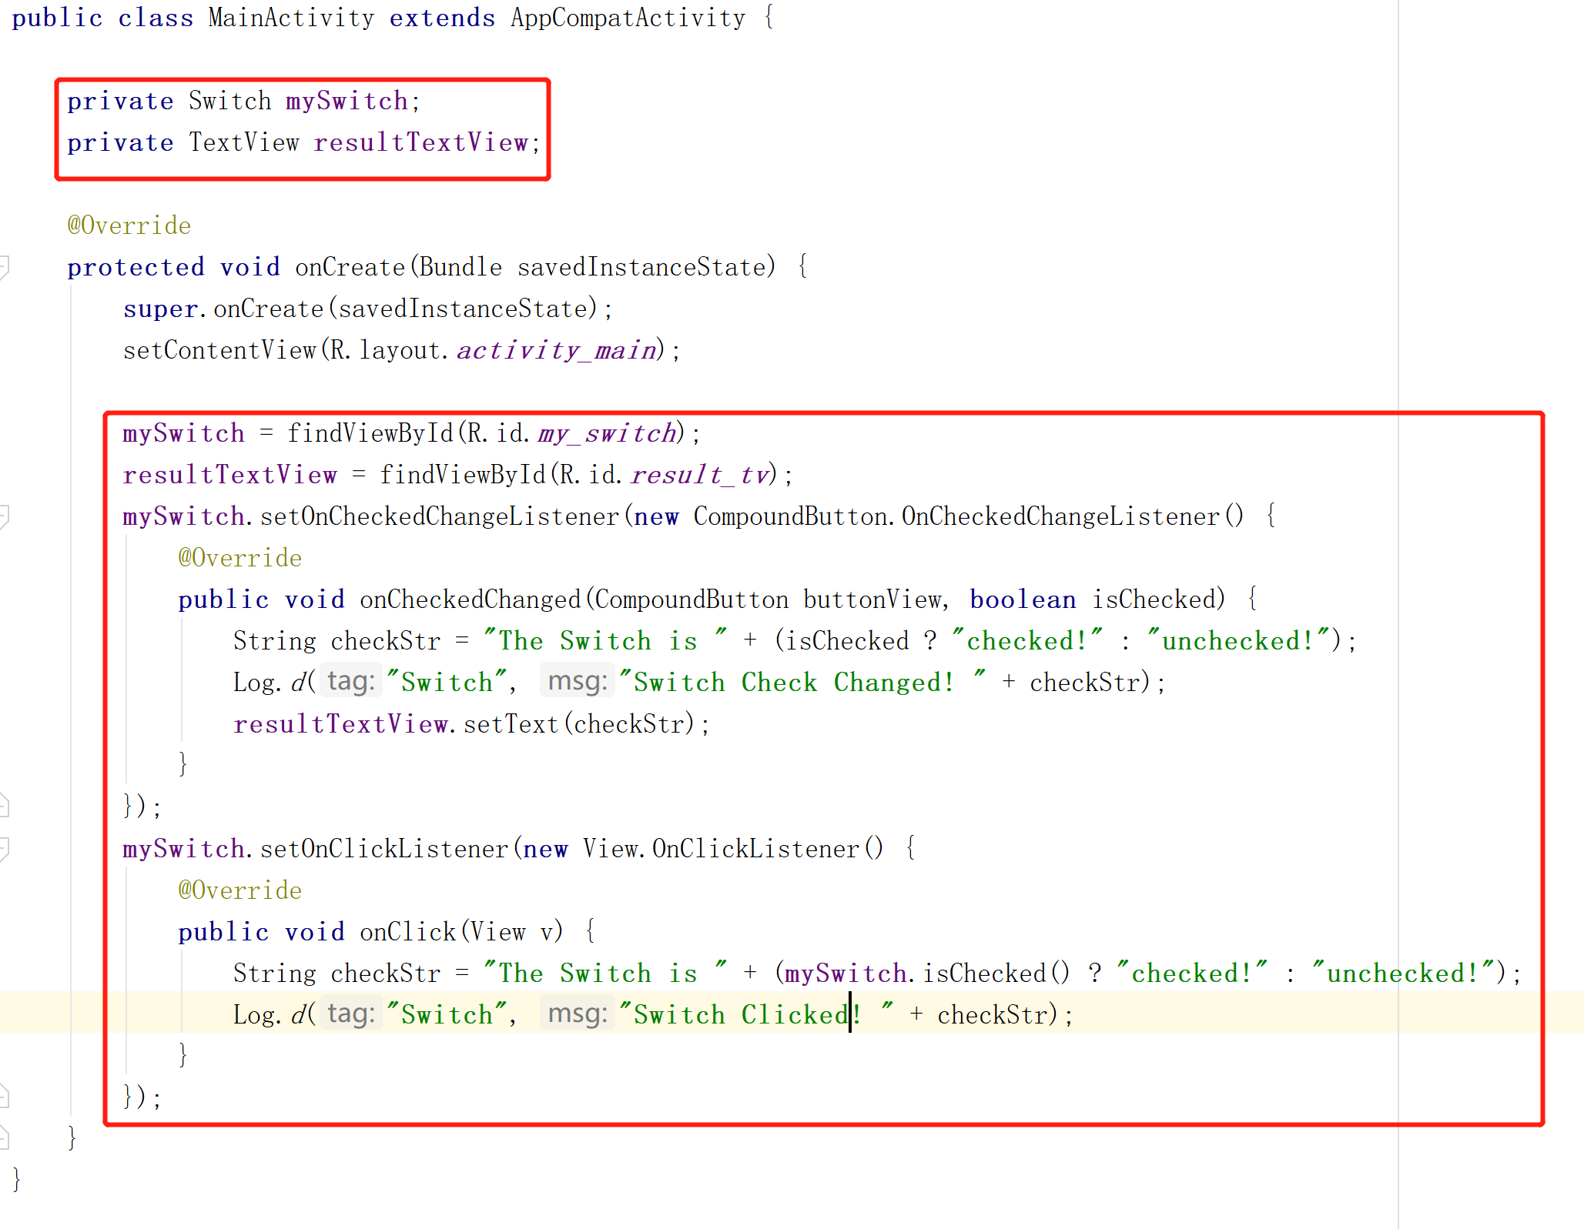 public class MainActivity extends AppCompatActivity {
private Switch mySwitch;
private TextView resultTextView;
@Override
protected void onCreate(Bundle savedInstanceState) {
super.onCreate(savedInstanceState);
setContentView(R.layout.activity_main);
mySwitch = findViewById(R.id.my_switch);
resultTextView = findViewById(R.id.result_tv);
mySwitch.setOnCheckedChangeListener(new CompoundButton.OnCheckedChangeListener() {
@Override
public void onCheckedChanged(CompoundButton buttonView, boolean isChecked) {
String checkStr = "The Switch is " + (isChecked ? "checked!" : "unchecked!");
Log.d( tag: "Switch", msg: "Switch Check Changed! " + checkStr);
resultTextView.setText(checkStr);
}
});
mySwitch.setOnClickListener(new View.OnClickListener() {
@Override
public void onClick(View v) {
String checkStr = "The Switch is " + (mySwitch.isChecked() ? "checked!" : "unchecked!");
Log.d( tag: "Switch", msg: "Switch Clicked! " + checkStr);
}
});
}
}